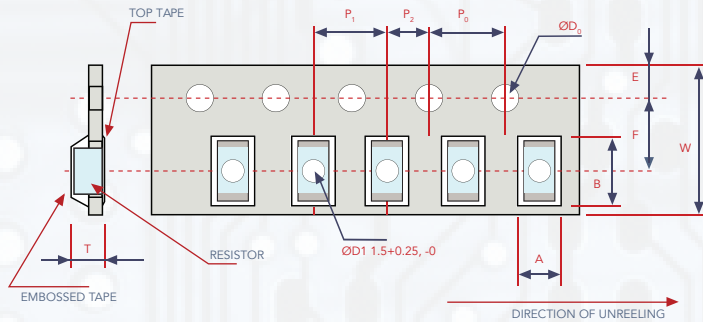 TOP TAPE
P1
P2
P0
ØD0
E
F
W
B
T
RESISTOR
ØD1 1.5+0.25, -0
A
EMBOSSED TAPE
DIRECTION OF UNREELING